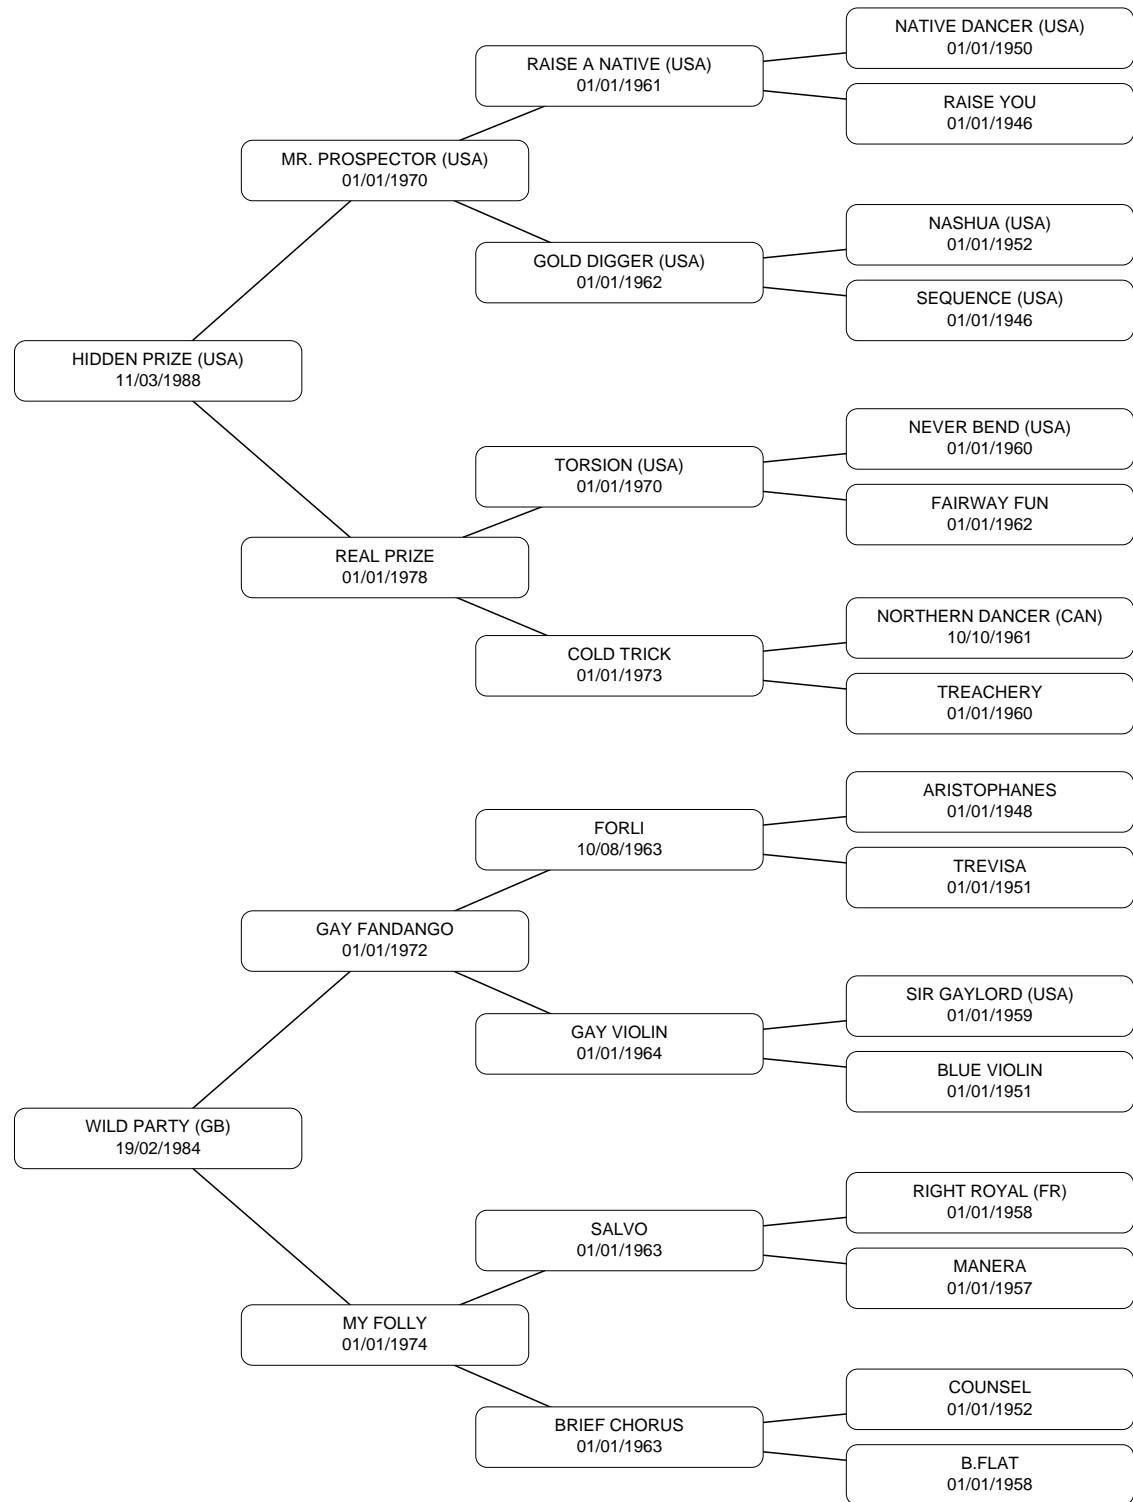 NATIVE DANCER (USA)
01/01/1950
RAISE A NATIVE (USA)
01/01/1961
RAISE YOU
01/01/1946
MR. PROSPECTOR (USA)
01/01/1970
NASHUA (USA)
01/01/1952
GOLD DIGGER (USA)
01/01/1962
SEQUENCE (USA)
01/01/1946
HIDDEN PRIZE (USA)
11/03/1988
NEVER BEND (USA)
01/01/1960
TORSION (USA)
01/01/1970
FAIRWAY FUN
01/01/1962
REAL PRIZE
01/01/1978
NORTHERN DANCER (CAN)
10/10/1961
COLD TRICK
01/01/1973
TREACHERY
01/01/1960
ARISTOPHANES
01/01/1948
FORLI
10/08/1963
TREVISA
01/01/1951
GAY FANDANGO
01/01/1972
SIR GAYLORD (USA)
01/01/1959
GAY VIOLIN
01/01/1964
BLUE VIOLIN
01/01/1951
WILD PARTY (GB)
19/02/1984
RIGHT ROYAL (FR)
01/01/1958
SALVO
01/01/1963
MANERA
01/01/1957
MY FOLLY
01/01/1974
COUNSEL
01/01/1952
BRIEF CHORUS
01/01/1963
B.FLAT
01/01/1958